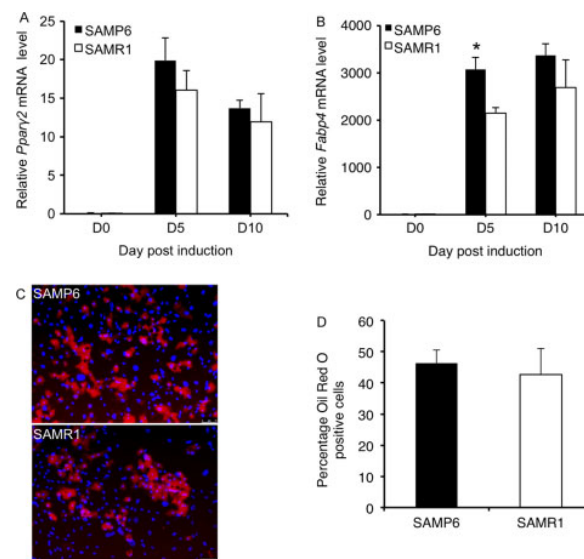 A
SAMP6
SAMR1
Relative Pparγ2 mRNA level
25
20
15
10
5
0
D0 D5 D10
Day post induction
B
SAMP6
SAMR1
*
Relative Fabp4 mRNA level
4000
3000
2000
1000
0
D0 D5 D10
Day post induction
C
SAMP6
SAMR1
D
Percentage Oil Red O
positive cells
60
50
40
30
20
10
0
SAMP6 SAMR1